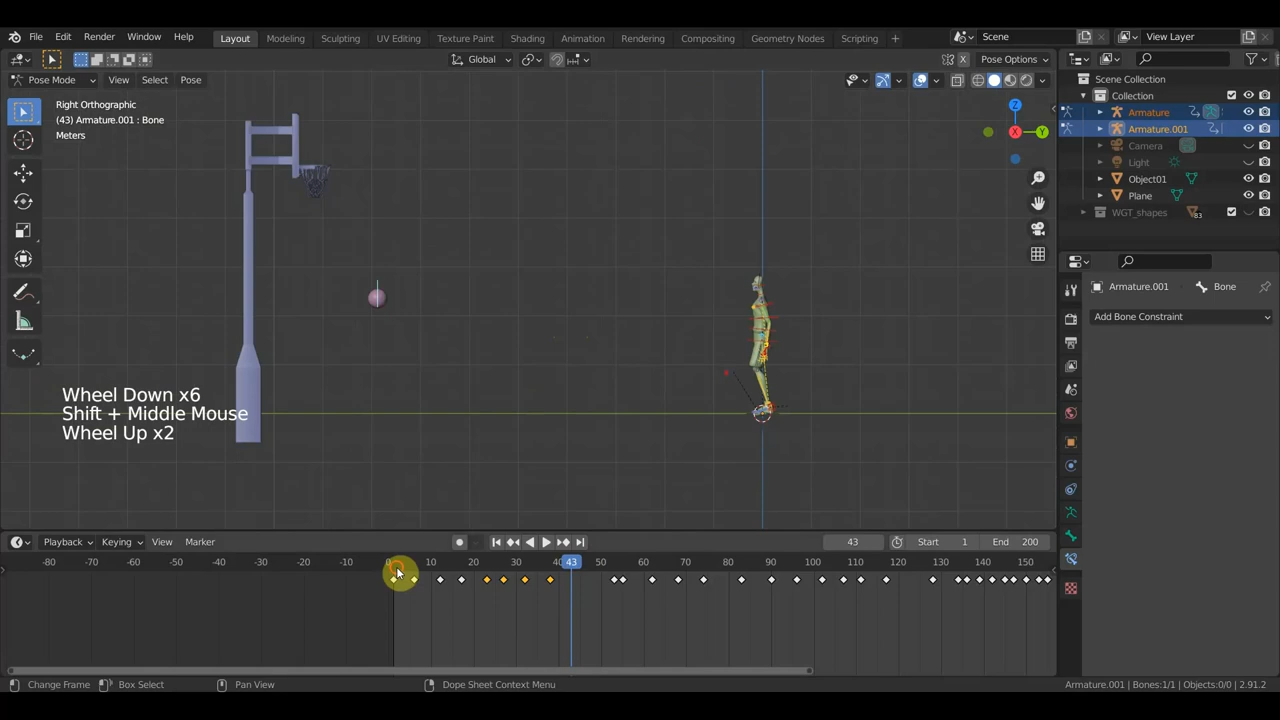 File Edit Render Window Help Layout Modeling Sculpting UV Editing Texture Paint Shading Animation Rendering Compositing Geometry Nodes Scripting + Scene View Layer
Global Pose Options
Pose Mode View Select Pose
Right Orthographic
(43) Armature.001 : Bone
Meters
Z
X
Y
Scene Collection
Collection
Armature
Armature.001
Camera
Light
Object01
Plane
WGT_shapes 83
Armature.001 Bone
Add Bone Constraint
Wheel Down x6
Shift + Middle Mouse
Wheel Up x2
Playback Keying View Marker 43 Start 1 End 200
-80 -70 -60 -50 -40 -30 -20 -10 0 10 20 30 40 43 50 60 70 80 90 100 110 120 130 140 150
Change Frame Box Select Pan View Dope Sheet Context Menu Armature.001 | Bones:1/1 | Objects:0/0 | 2.91.2